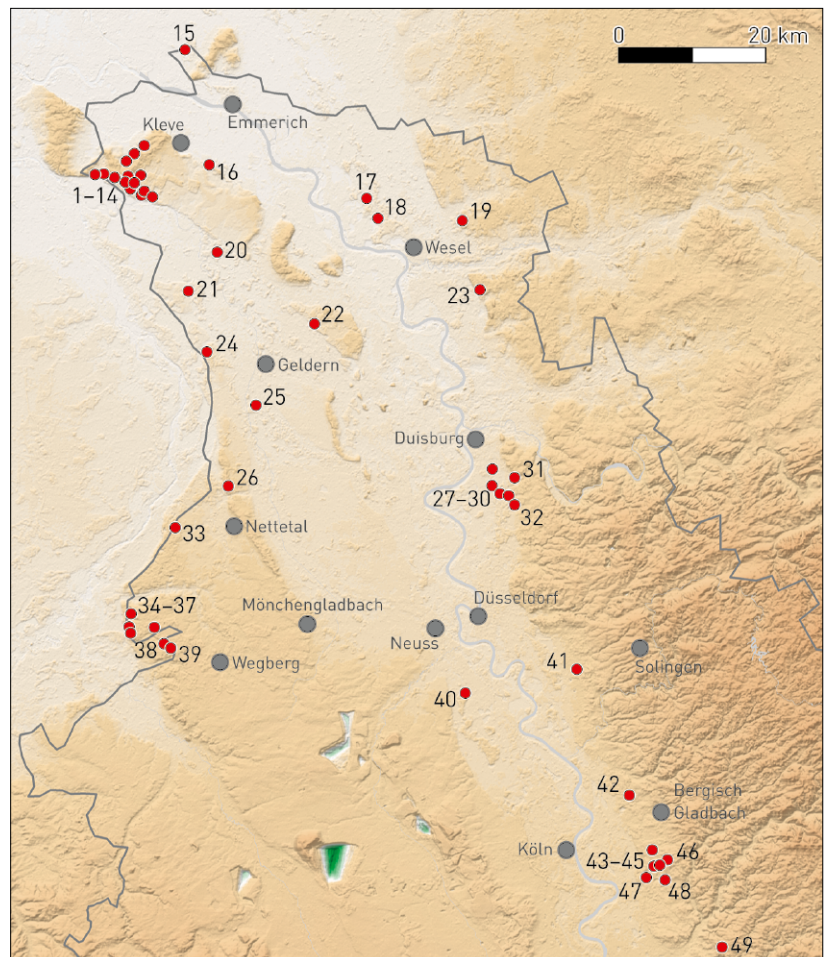 15
0
20 km
Emmerich
Kleve
16
1–14
17
18
19
Wesel
20
21
22
23
24
Geldern
25
Duisburg
31
27–30
32
26
Nettetal
33
34–37
Mönchengladbach
Düsseldorf
Neuss
38
39
Wegberg
41
Solingen
40
42
Bergisch
Gladbach
Köln
43–45
46
47
48
49